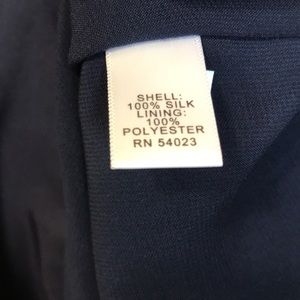 SHELL:
100% SILK
LINING:
100%
POLYESTER
RN 54023